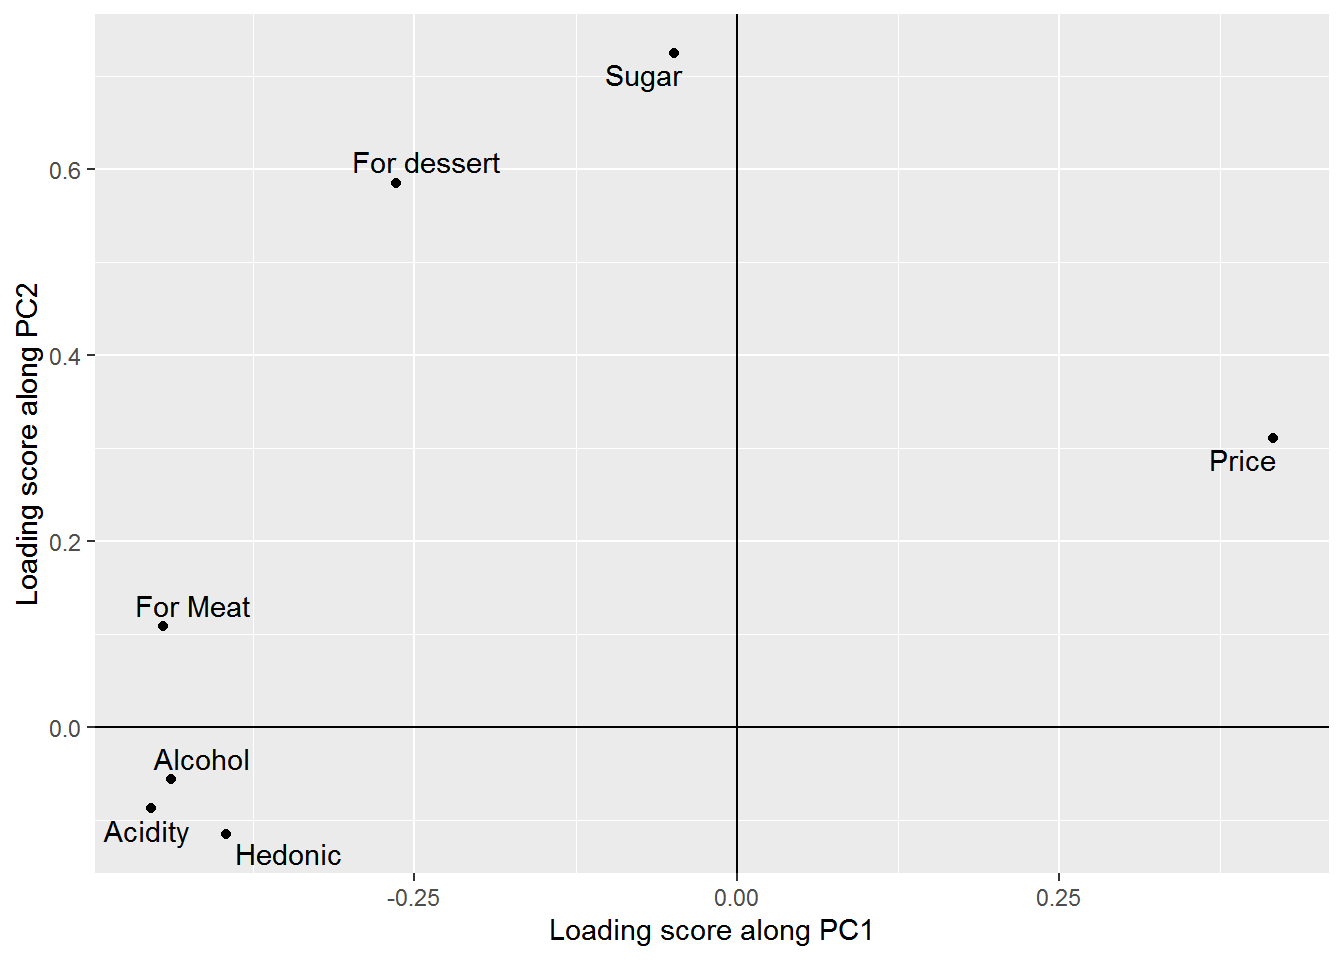 Sugar
For dessert
0.6
0.4
Price
0.2
For Meat
0.0
Alcohol
Acidity
Hedonic
-0.25
0.00
0.25
Loading score along PC1
Loading score along PC2